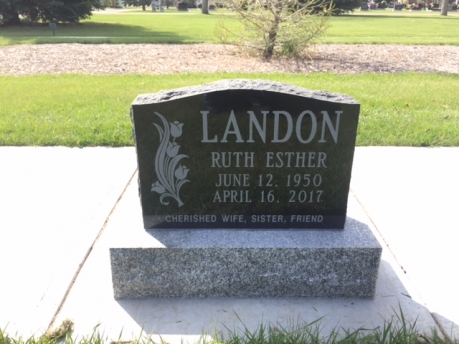 LANDON
RUTH ESTHER
JUNE 12, 1950
APRIL 16, 2017
CHERISHED WIFE, SISTER, FRIEND